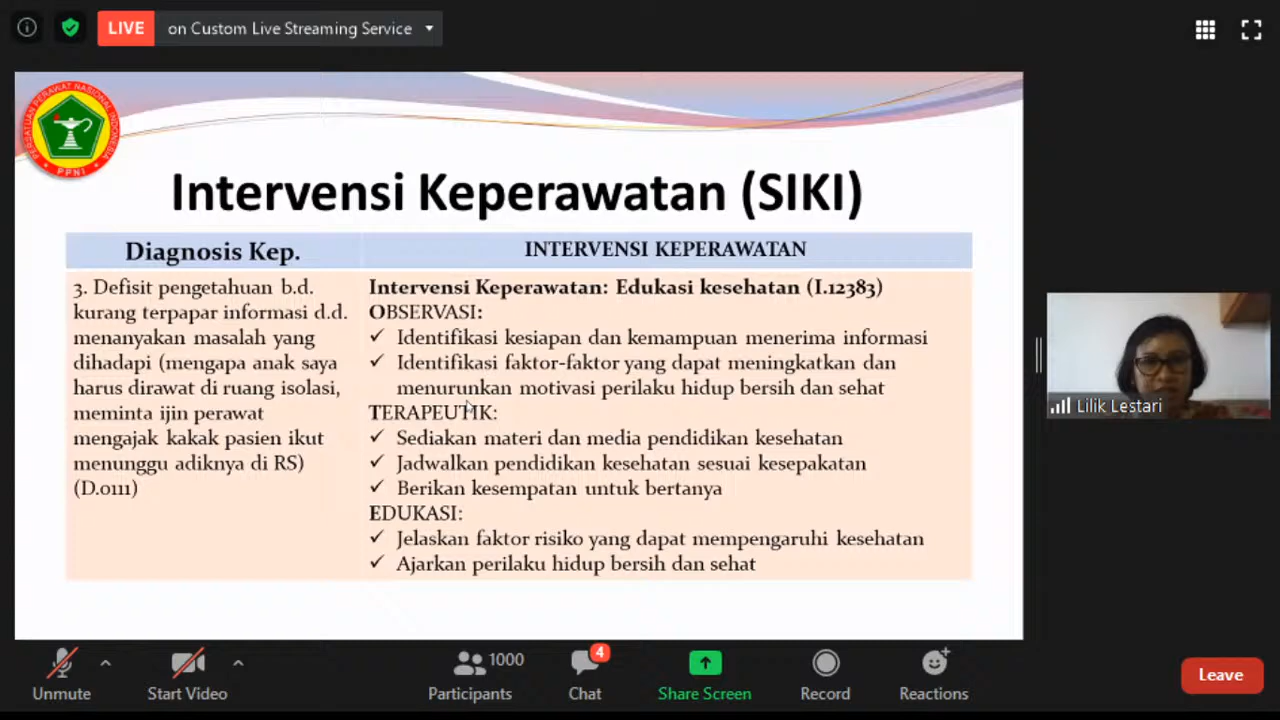 LIVE
on Custom Live Streaming Service
PERSATUAN PERAWAT NASIONAL INDONESIA
PPNI
Intervensi Keperawatan (SIKI)
Diagnosis Kep.
INTERVENSI KEPERAWATAN
3. Defisit pengetahuan b.d.
kurang terpapar informasi d.d.
menanyakan masalah yang
dihadapi (mengapa anak saya
harus dirawat di ruang isolasi,
meminta ijin perawat
mengajak kakak pasien ikut
menunggu adiknya di RS)
(D.0111)
Intervensi Keperawatan: Edukasi kesehatan (I.12383)
OBSERVASI:
✓ Identifikasi kesiapan dan kemampuan menerima informasi
✓ Identifikasi faktor-faktor yang dapat meningkatkan dan
menurunkan motivasi perilaku hidup bersih dan sehat
TERAPEUTIK:
✓ Sediakan materi dan media pendidikan kesehatan
✓ Jadwalkan pendidikan kesehatan sesuai kesepakatan
✓ Berikan kesempatan untuk bertanya
EDUKASI:
✓ Jelaskan faktor risiko yang dapat mempengaruhi kesehatan
✓ Ajarkan perilaku hidup bersih dan sehat
Lilik Lestari
Unmute
Start Video
1000
Participants
4
Chat
Share Screen
Record
Reactions
Leave